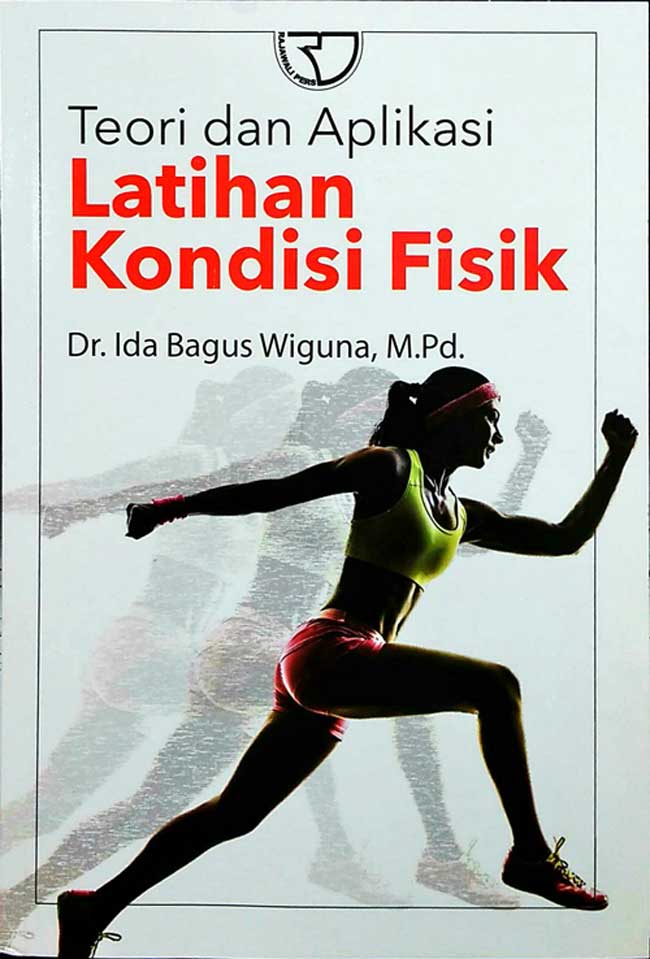 RAJAWALI PERS
Teori dan Aplikasi
Latihan
Kondisi Fisik
Dr. Ida Bagus Wiguna, M.Pd.